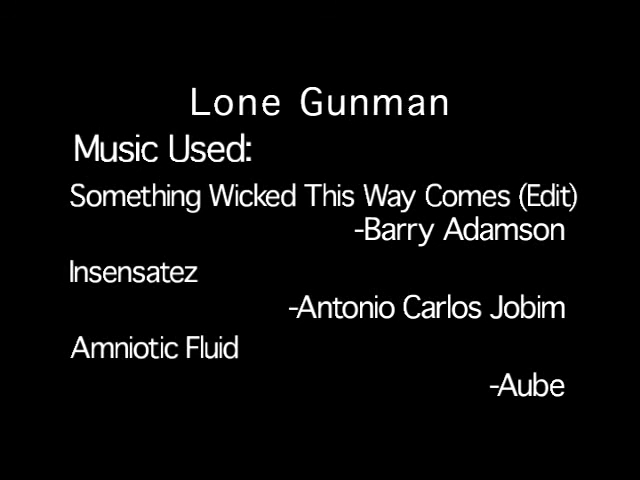 Lone Gunman
Music Used:
Something Wicked This Way Comes (Edit)
-Barry Adamson
Insensatez
-Antonio Carlos Jobim
Amniotic Fluid
-Aube